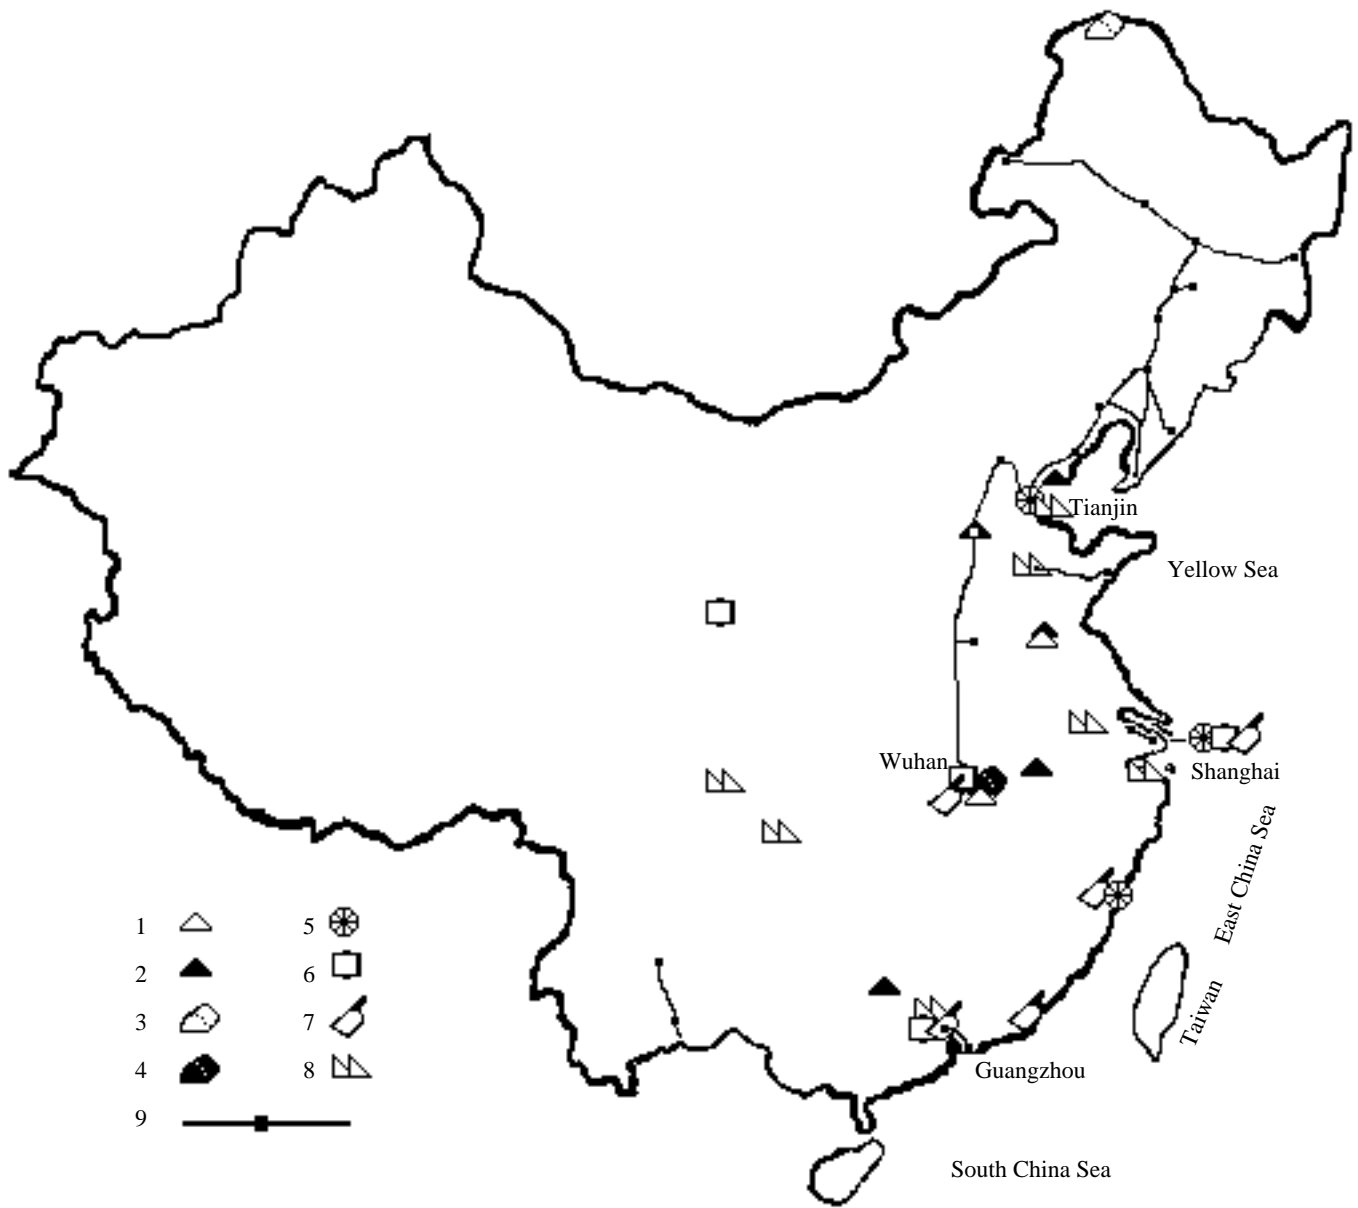 Tianjin
Yellow Sea
Wuhan
Shanghai
East China Sea
Taiwan
Guangzhou
South China Sea
1 5
2 6
3 7
4 8
9